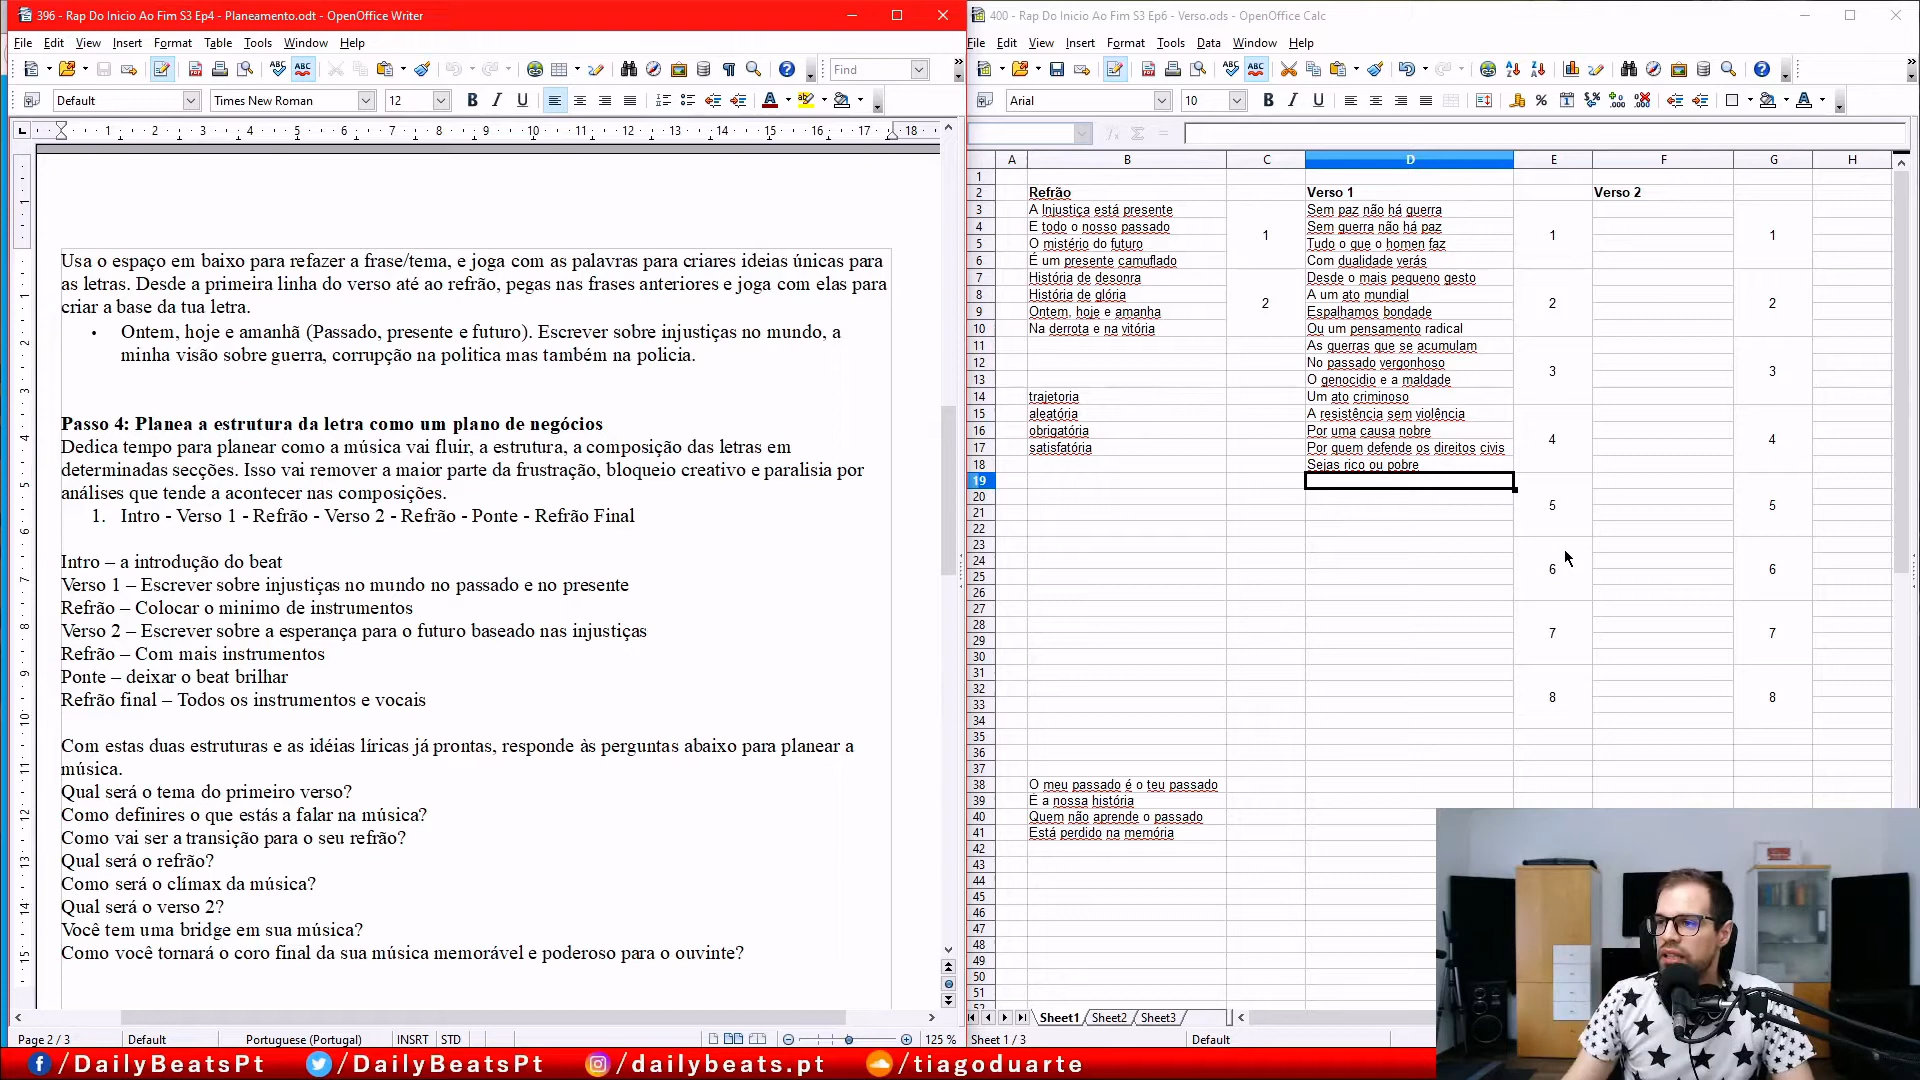 396 - Rap Do Inicio Ao Fim S3 Ep4 - Planeamento.odt - OpenOffice Writer
File Edit View Insert Format Table Tools Window Help
Find
Default Times New Roman 12
Usa o espaço em baixo para refazer a frase/tema, e joga com as palavras para criares ideias únicas para
as letras. Desde a primeira linha do verso até ao refrão, pegas nas frases anteriores e joga com elas para
criar a base da tua letra.
• Ontem, hoje e amanhã (Passado, presente e futuro). Escrever sobre injustiças no mundo, a
minha visão sobre guerra, corrupção na politica mas também na policia.
Passo 4: Planea a estrutura da letra como um plano de negócios
Dedica tempo para planear como a música vai fluir, a estrutura, a composição das letras em
determinadas secções. Isso vai remover a maior parte da frustração, bloqueio creativo e paralisia por
análises que tende a acontecer nas composições.
1. Intro - Verso 1 - Refrão - Verso 2 - Refrão - Ponte - Refrão Final
Intro – a introdução do beat
Verso 1 – Escrever sobre injustiças no mundo no passado e no presente
Refrão – Colocar o minimo de instrumentos
Verso 2 – Escrever sobre a esperança para o futuro baseado nas injustiças
Refrão – Com mais instrumentos
Ponte – deixar o beat brilhar
Refrão final – Todos os instrumentos e vocais
Com estas duas estruturas e as idéias líricas já prontas, responde às perguntas abaixo para planear a
música.
Qual será o tema do primeiro verso?
Como definires o que estás a falar na música?
Como vai ser a transição para o seu refrão?
Qual será o refrão?
Como será o clímax da música?
Qual será o verso 2?
Você tem uma bridge em sua música?
Como você tornará o coro final da sua música memorável e poderoso para o ouvinte?
Page 2 / 3 Default Portuguese (Portugal) INSRT STD 125 %
400 - Rap Do Inicio Ao Fim S3 Ep6 - Verso.ods - OpenOffice Calc
File Edit View Insert Format Tools Data Window Help
Arial 10
A B C D E F G H
Refrão Verso 1 Verso 2
A Injustiça está presente Sem paz não há guerra
E todo o nosso passado Sem guerra não há paz
1 1 1
O mistério do futuro Tudo o que o homen faz
É um presente camuflado Com dualidade verás
História de desonra Desde o mais pequeno gesto
História de glória A um ato mundial
2 2 2
Ontem, hoje e amanha Espalhamos bondade
Na derrota e na vitória Ou um pensamento radical
As guerras que se acumulam
No passado vergonhoso
3 3
O genocidio e a maldade
trajetoria Um ato criminoso
aleatória A resistência sem violência
obrigatória Por uma causa nobre
4 4
satisfatória Por quem defende os direitos civis
Sejas rico ou pobre
5 5
6 6
7 7
8 8
O meu passado é o teu passado
É a nossa história
Quem não aprende o passado
Está perdido na memória
Sheet1 Sheet2 Sheet3
Sheet 1 / 3 Default
/DailyBeatsPt /DailyBeatsPt /dailybeats.pt /tiagoduarte